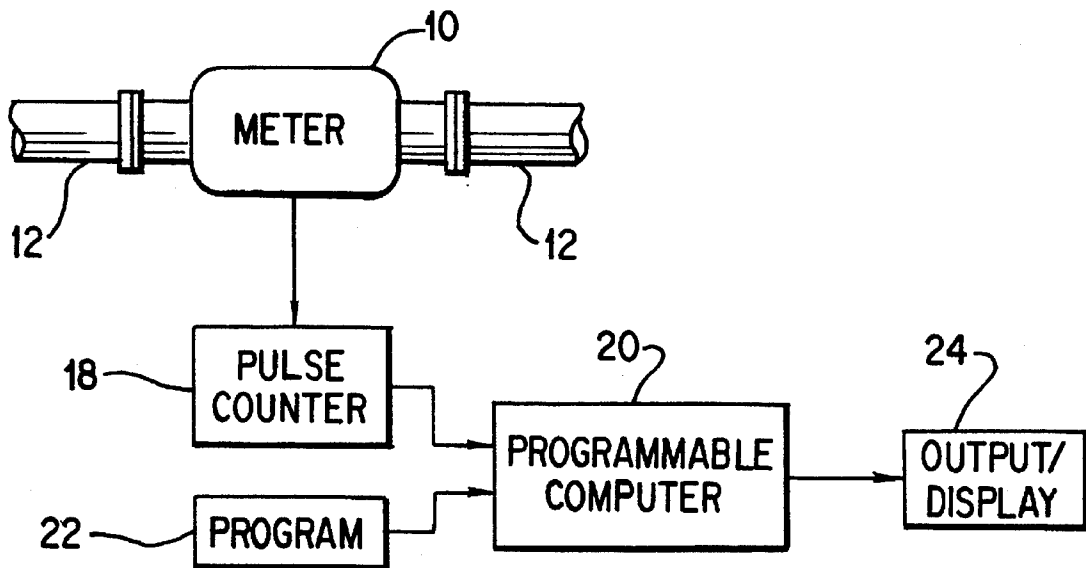 10
METER
12
12
18
PULSE
COUNTER
20
PROGRAMMABLE
COMPUTER
24
OUTPUT/
DISPLAY
22
PROGRAM